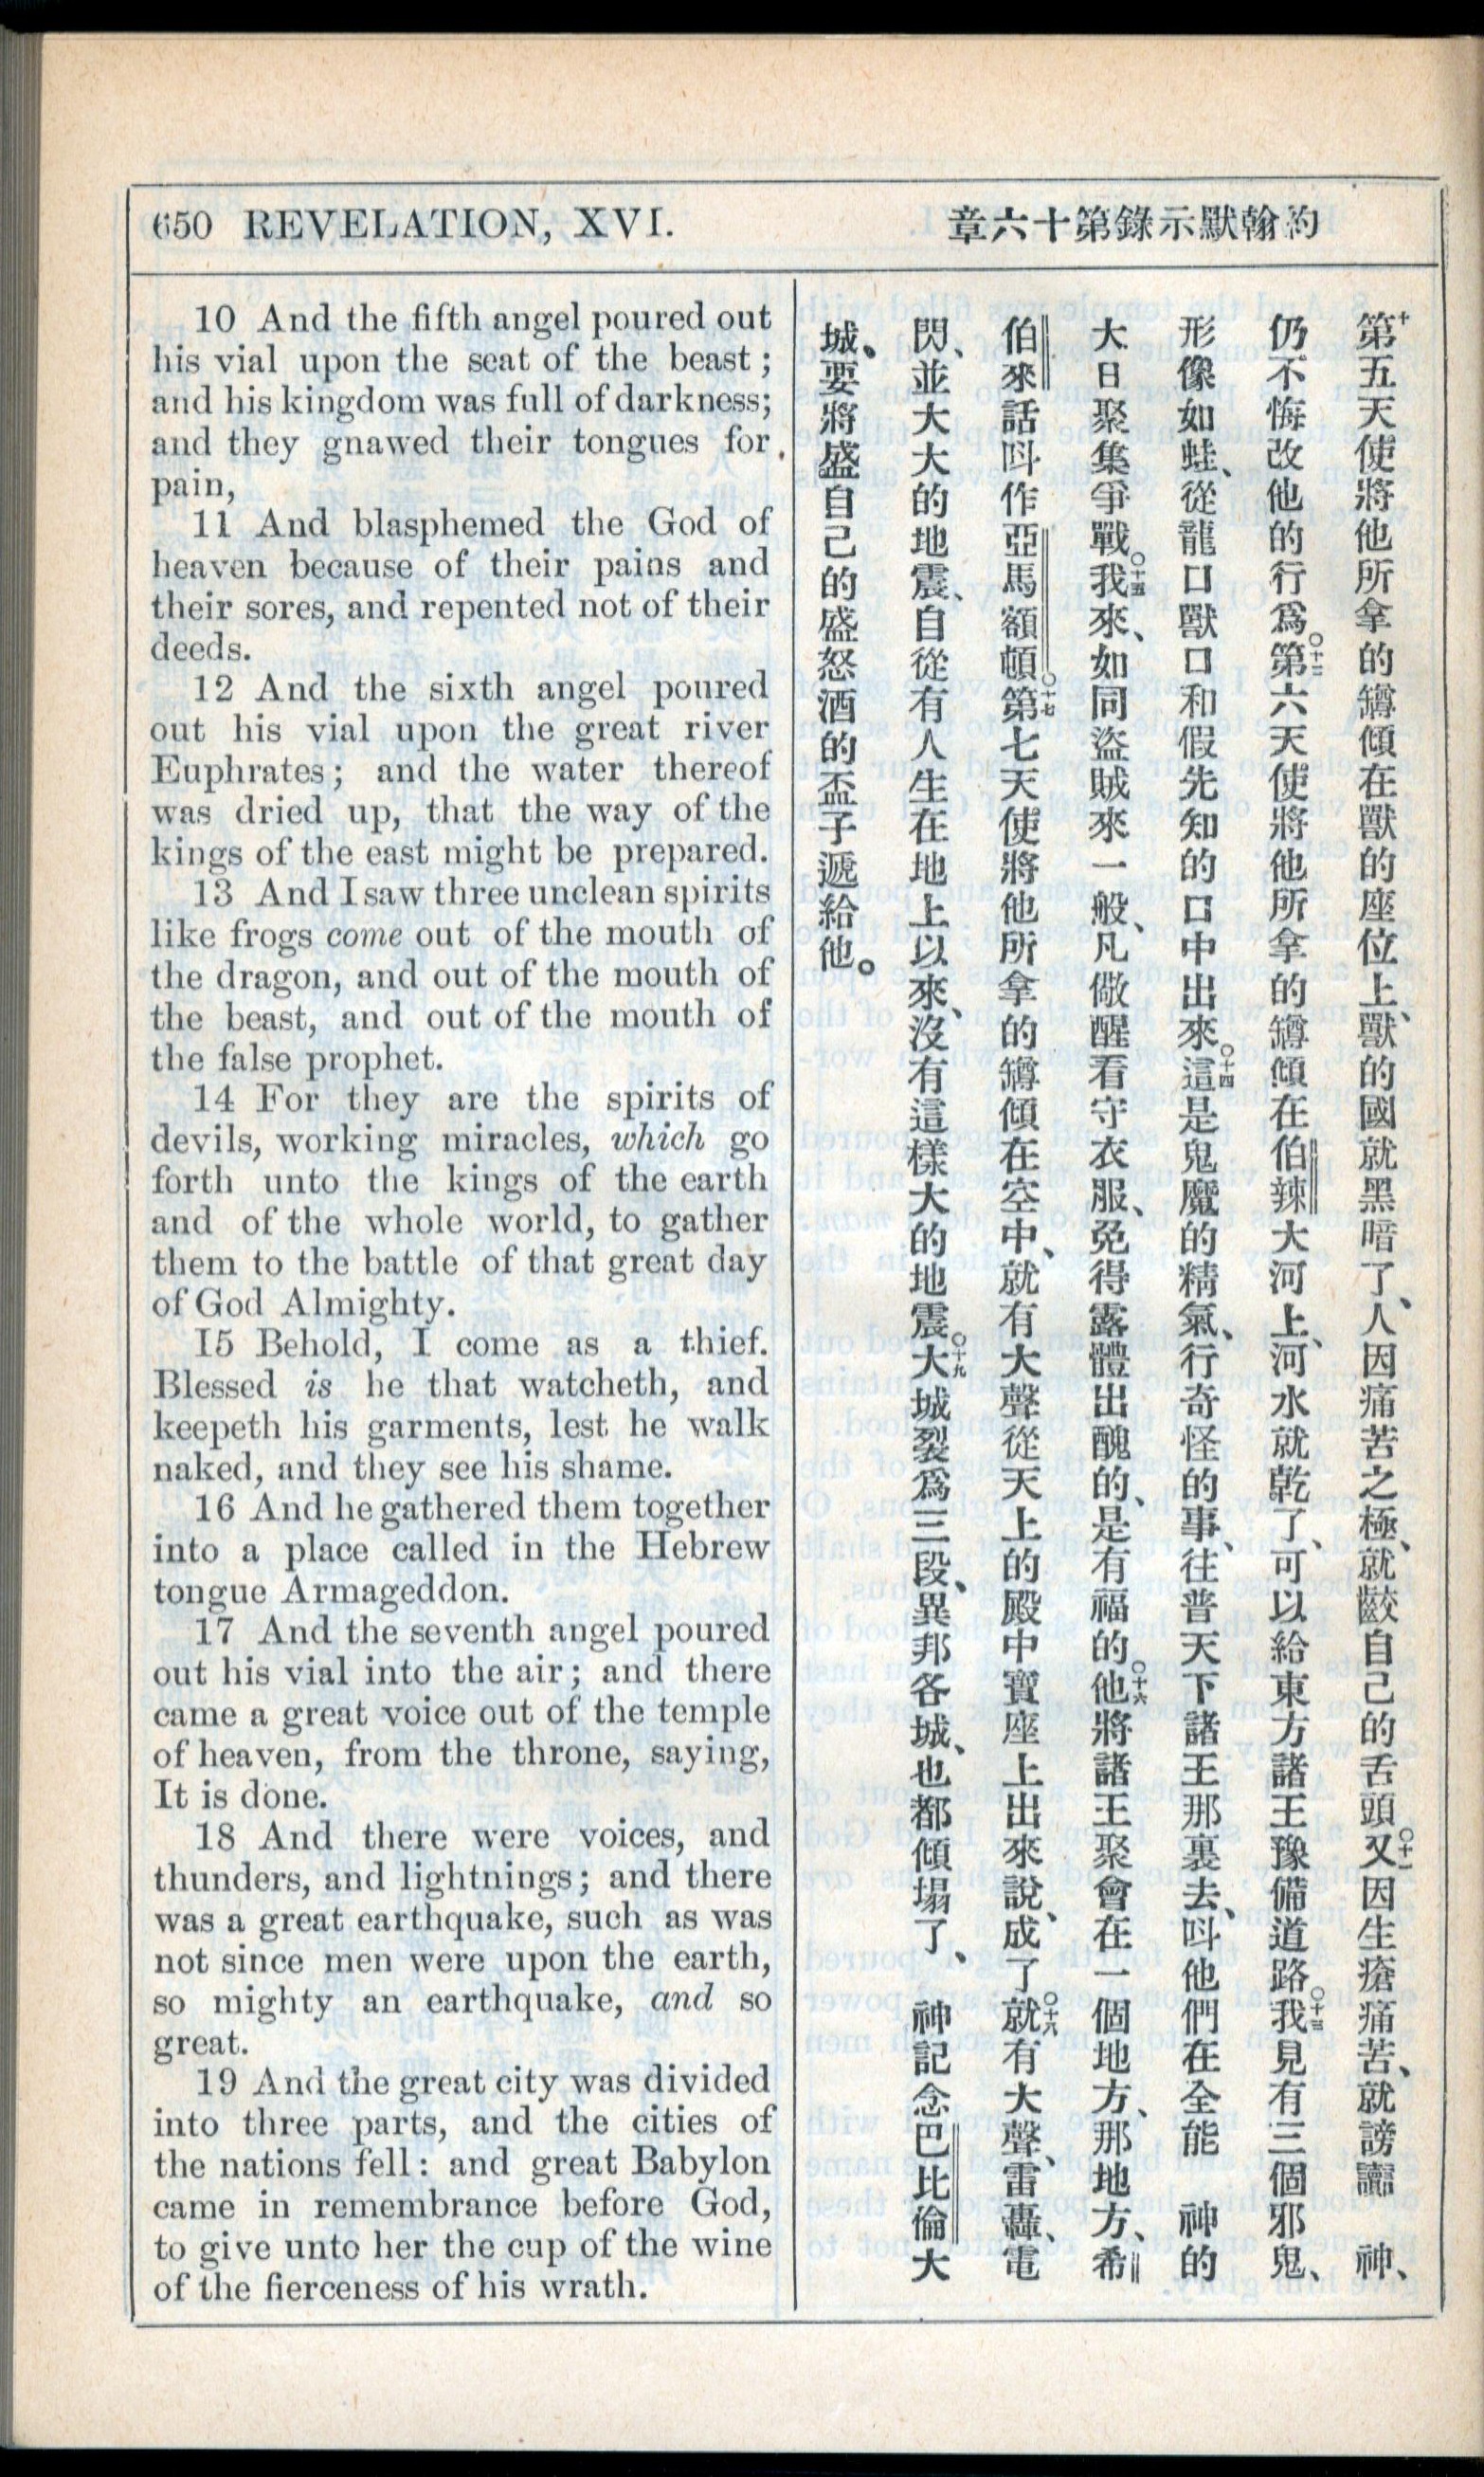 650 REVELATION, XVI.
章六十第錄示默翰約
10 And the fifth angel poured out
his vial upon the seat of the beast;
and his kingdom was full of darkness;
and they gnawed their tongues for
pain,
11 And blasphemed the God of
heaven because of their pains and
their sores, and repented not of their
deeds.
12 And the sixth angel poured
out his vial upon the great river
Euphrates; and the water thereof
was dried up, that the way of the
kings of the east might be prepared.
13 And I saw three unclean spirits
like frogs come out of the mouth of
the dragon, and out of the mouth of
the beast, and out of the mouth of
the false prophet.
14 For they are the spirits of
devils, working miracles, which go
forth unto the kings of the earth
and of the whole world, to gather
them to the battle of that great day
of God Almighty.
15 Behold, I come as a thief.
Blessed is he that watcheth, and
keepeth his garments, lest he walk
naked, and they see his shame.
16 And he gathered them together
into a place called in the Hebrew
tongue Armageddon.
17 And the seventh angel poured
out his vial into the air; and there
came a great voice out of the temple
of heaven, from the throne, saying,
It is done.
18 And there were voices, and
thunders, and lightnings; and there
was a great earthquake, such as was
not since men were upon the earth,
so mighty an earthquake, and so
great.
19 And the great city was divided
into three parts, and the cities of
the nations fell: and great Babylon
came in remembrance before God,
to give unto her the cup of the wine
of the fierceness of his wrath.
十第五天使將他所拿的罇傾在獸的座位上、獸的國就黑暗了、人因痛苦之極、就齩自己的舌頭○十一又因生瘡痛苦、就謗讟 神、
仍不悔改他的行爲○十二第六天使將他所拿的罇傾在伯辣大河上、河水就乾了、可以給東方諸王豫備道路○十三我見有三個邪鬼、
形像如蛙、從龍口獸口和假先知的口中出來○十四這是鬼魔的精氣、行奇怪的事、往普天下諸王那裏去、呌他們在全能 神的
大日聚集爭戰○十五我來、如同盜賊來一般、凡儆醒看守衣服、免得露體出醜的、是有福的○十六他將諸王聚會在一個地方、那地方、希
伯來話呌作亞馬額頓○十七第七天使將他所拿的罇傾在空中、就有大聲從天上的殿中寶座上出來說、成了○十八就有大聲、雷轟、電
閃、並大大的地震、自從有人生在地上以來、沒有這樣大的地震○十九大城裂爲三段、異邦各城、也都傾塌了、 神記念巴比倫大
城、要將盛自己的盛怒酒的盃子遞給他。